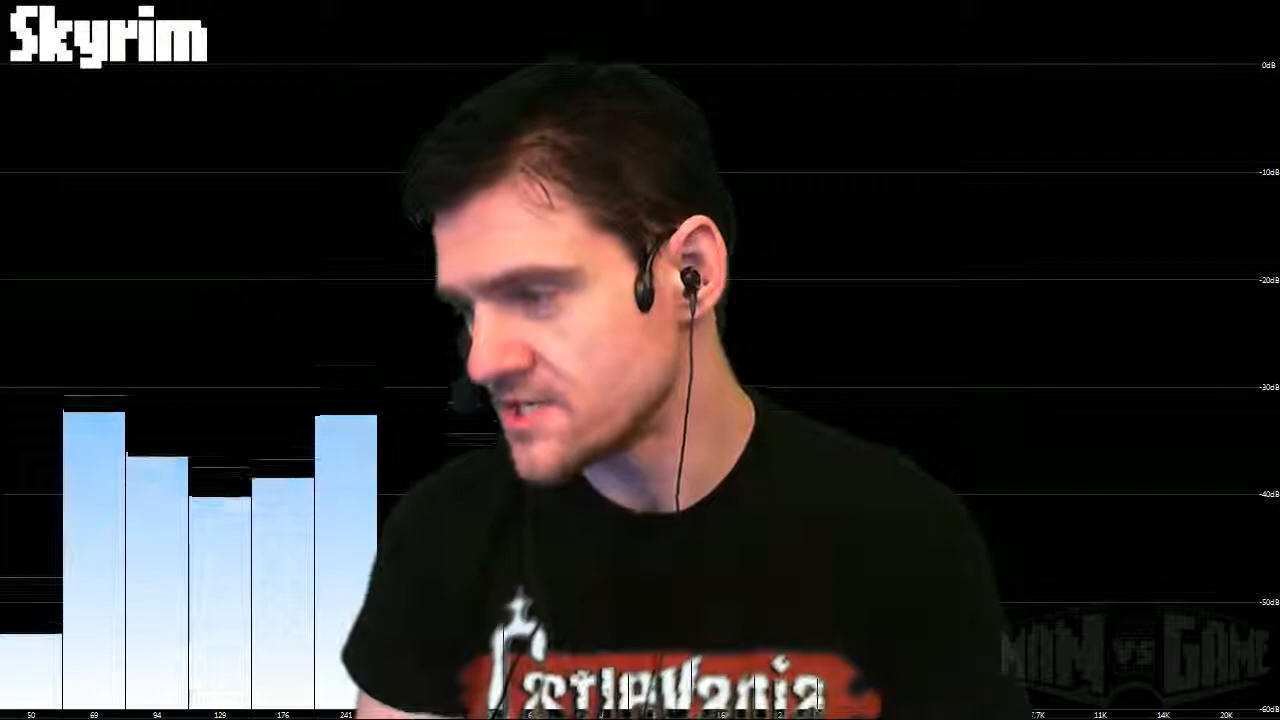 Skyrim
0dB
-10dB
-20dB
-30dB
-40dB
-50dB
MAN VS GAME
Castlevania
-60dB
50 69 94 129 176 241 7.7K 11K 14K 20K